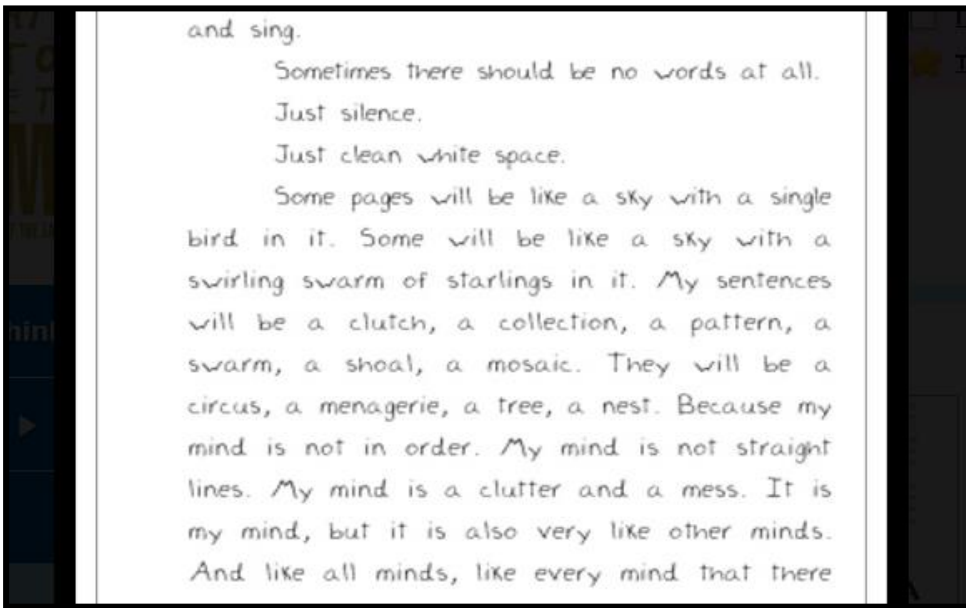 and sing.
Sometimes there should be no words at all.
Just silence.
Just clean white space.
Some pages will be like a sky with a single
bird in it. Some will be like a sky with a
swirling swarm of starlings in it. My sentences
will be a clutch, a collection, a pattern, a
swarm, a shoal, a mosaic. They will be a
circus, a menagerie, a tree, a nest. Because my
mind is not in order. My mind is not straight
lines. My mind is a clutter and a mess. It is
my mind, but it is also very like other minds.
And like all minds, like every mind that there